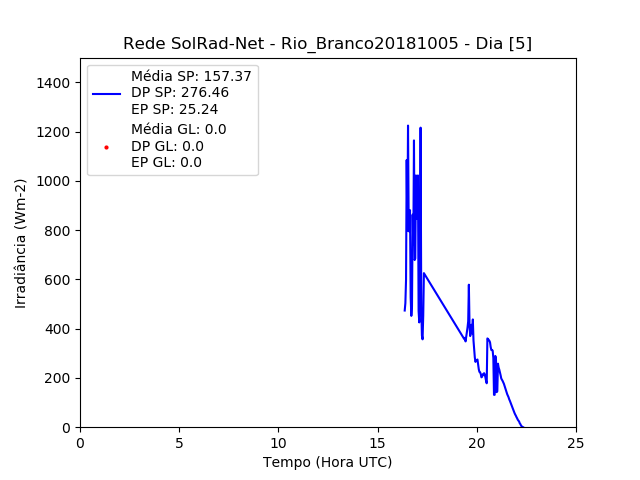 Rede SolRad-Net - Rio_Branco20181005 - Dia [5]
Média SP: 157.37
DP SP: 276.46
EP SP: 25.24
Média GL: 0.0
DP GL: 0.0
EP GL: 0.0
Irradiância (Wm-2)
1400
1200
1000
800
600
400
200
0
0 5 10 15 20 25
Tempo (Hora UTC)